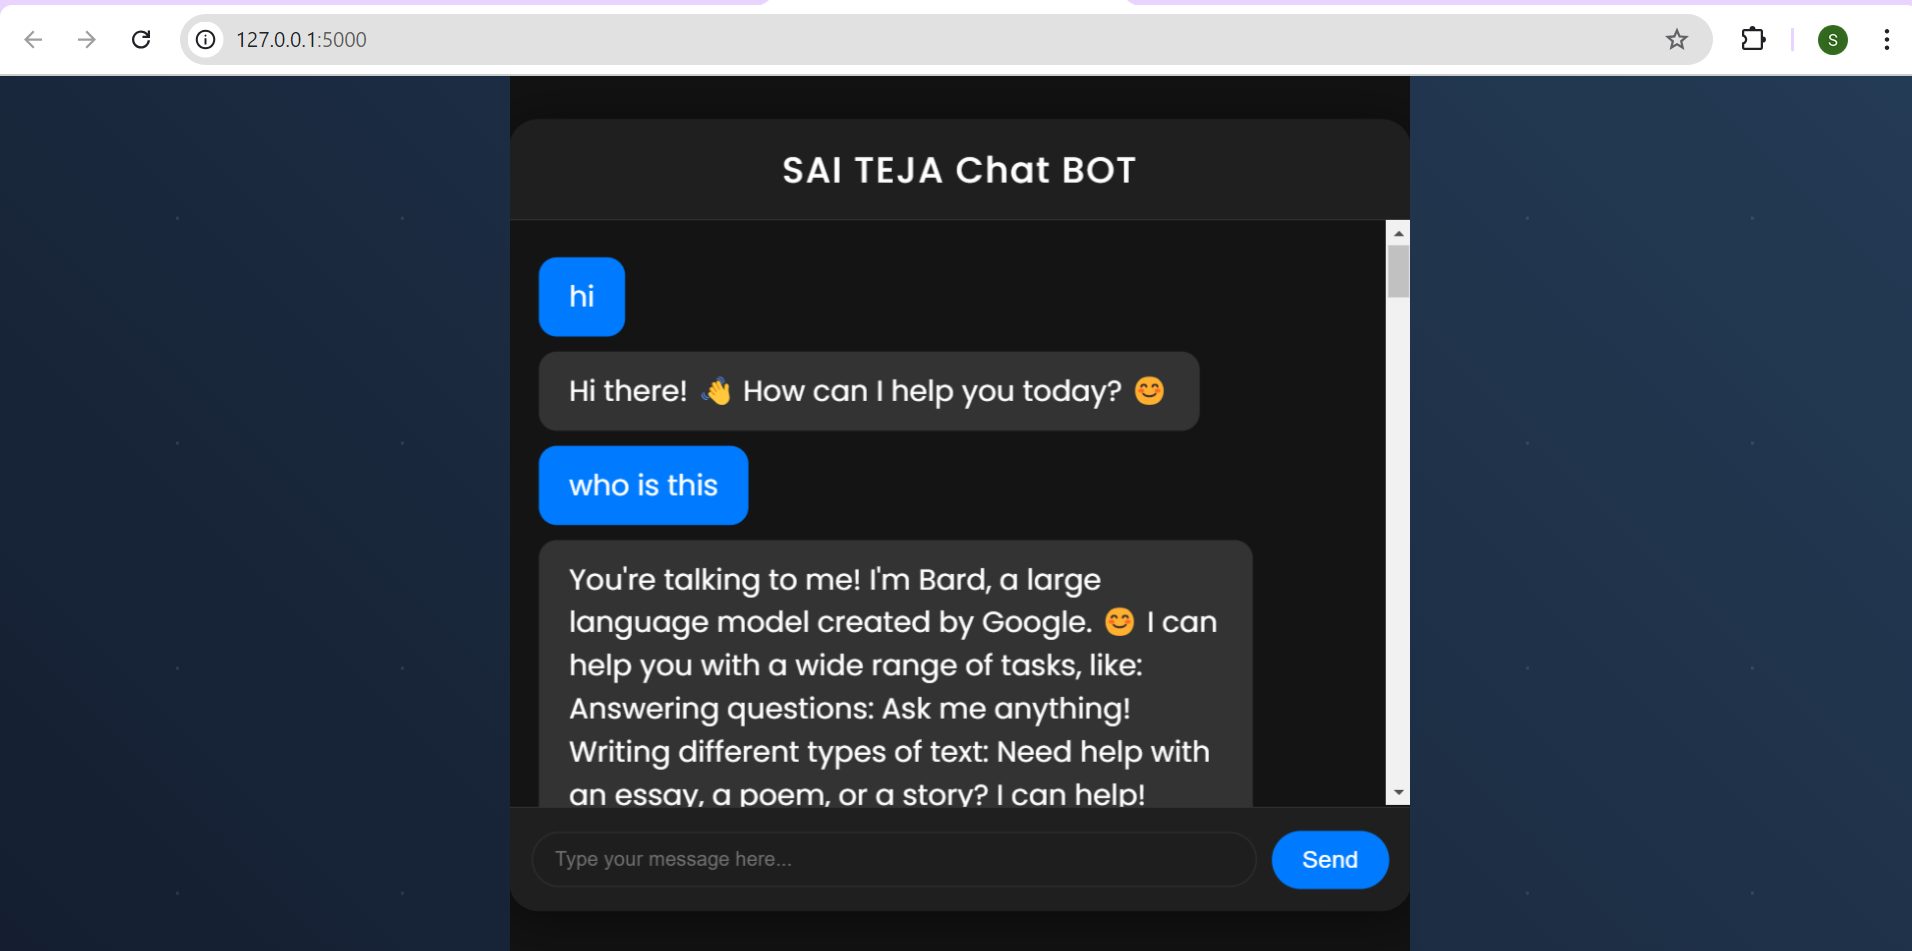 127.0.0.1:5000
S
SAI TEJA Chat BOT
hi
Hi there! 👋 How can I help you today? 😊
who is this
You're talking to me! I'm Bard, a large
language model created by Google. 😊 I can
help you with a wide range of tasks, like:
Answering questions: Ask me anything!
Writing different types of text: Need help with
an essay, a poem, or a story? I can help!
Type your message here...
Send